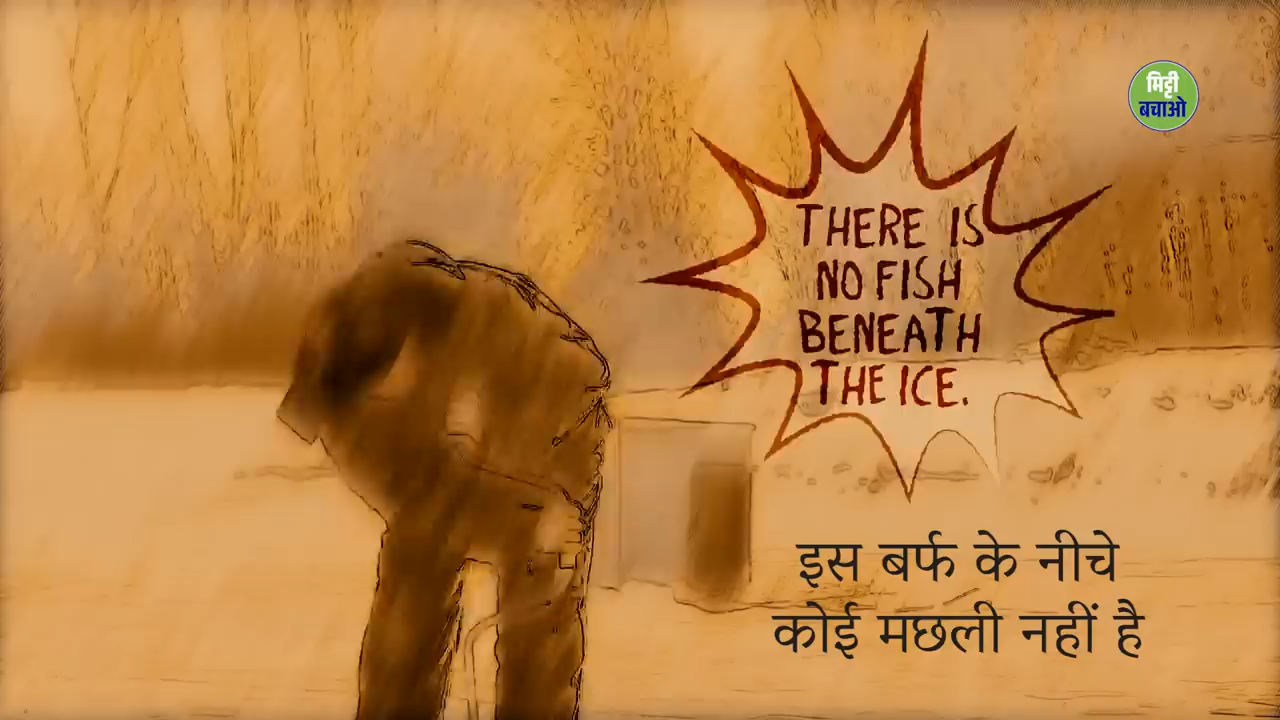 मिट्टी
बचाओ
THERE IS
NO FISH
BENEATH
THE ICE.
इस बर्फ के नीचे
कोई मछली नहीं है